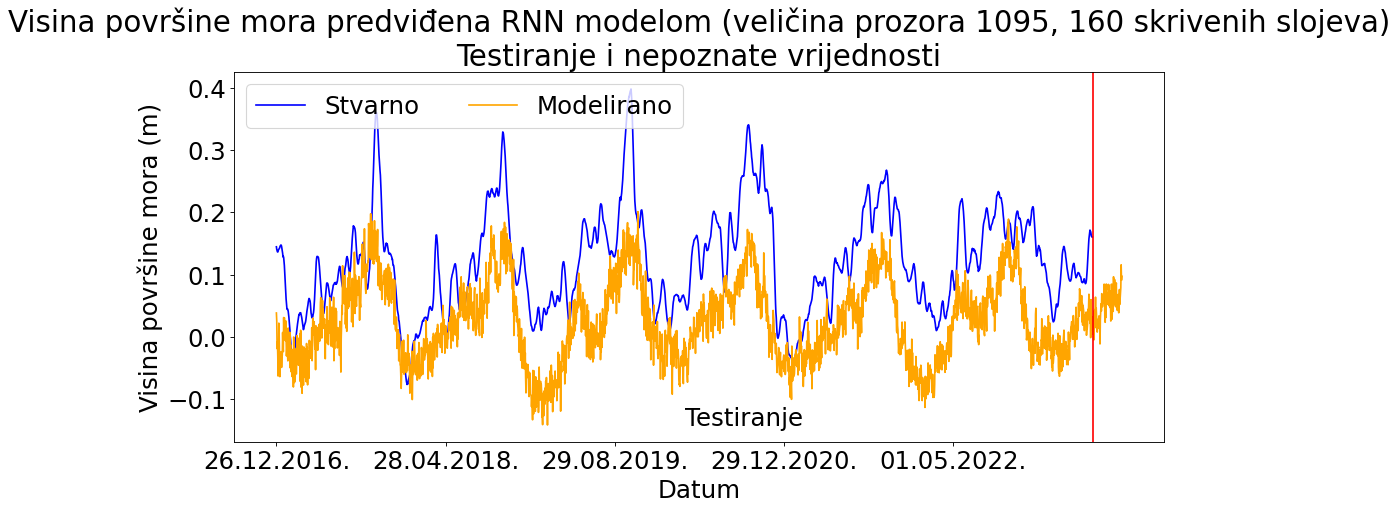 Visina površine mora predviđena RNN modelom (veličina prozora 1095, 160 skrivenih slojeva)
Testiranje i nepoznate vrijednosti
Stvarno Modelirano
Visina površine mora (m)
0.4
0.3
0.2
0.1
0.0
−0.1
Testiranje
26.12.2016. 28.04.2018. 29.08.2019. 29.12.2020. 01.05.2022.
Datum